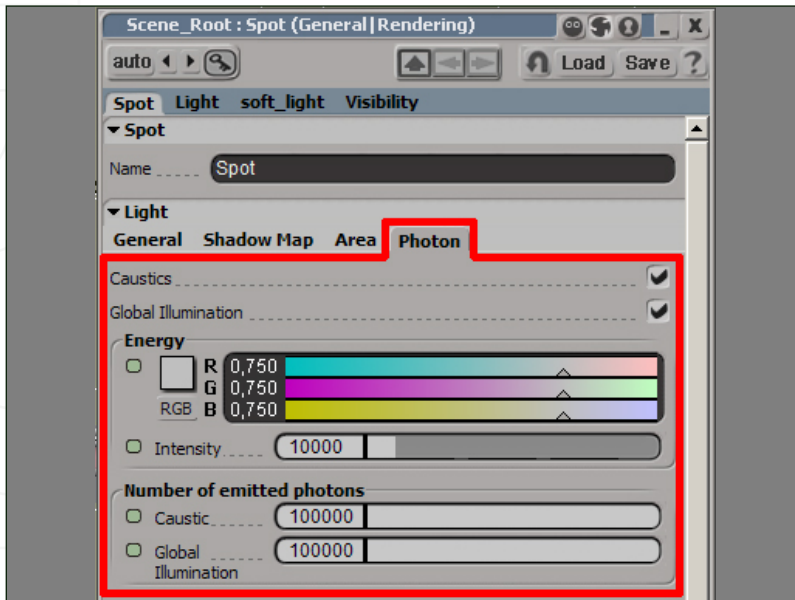 Scene_Root : Spot (General|Rendering)
auto Load Save ?
Spot Light soft_light Visibility
Spot
Name Spot
Light
General Shadow Map Area Photon
Caustics
Global Illumination
Energy
R 0,750
G 0,750
RGB B 0,750
Intensity 10000
Number of emitted photons
Caustic 100000
Global 100000
Illumination